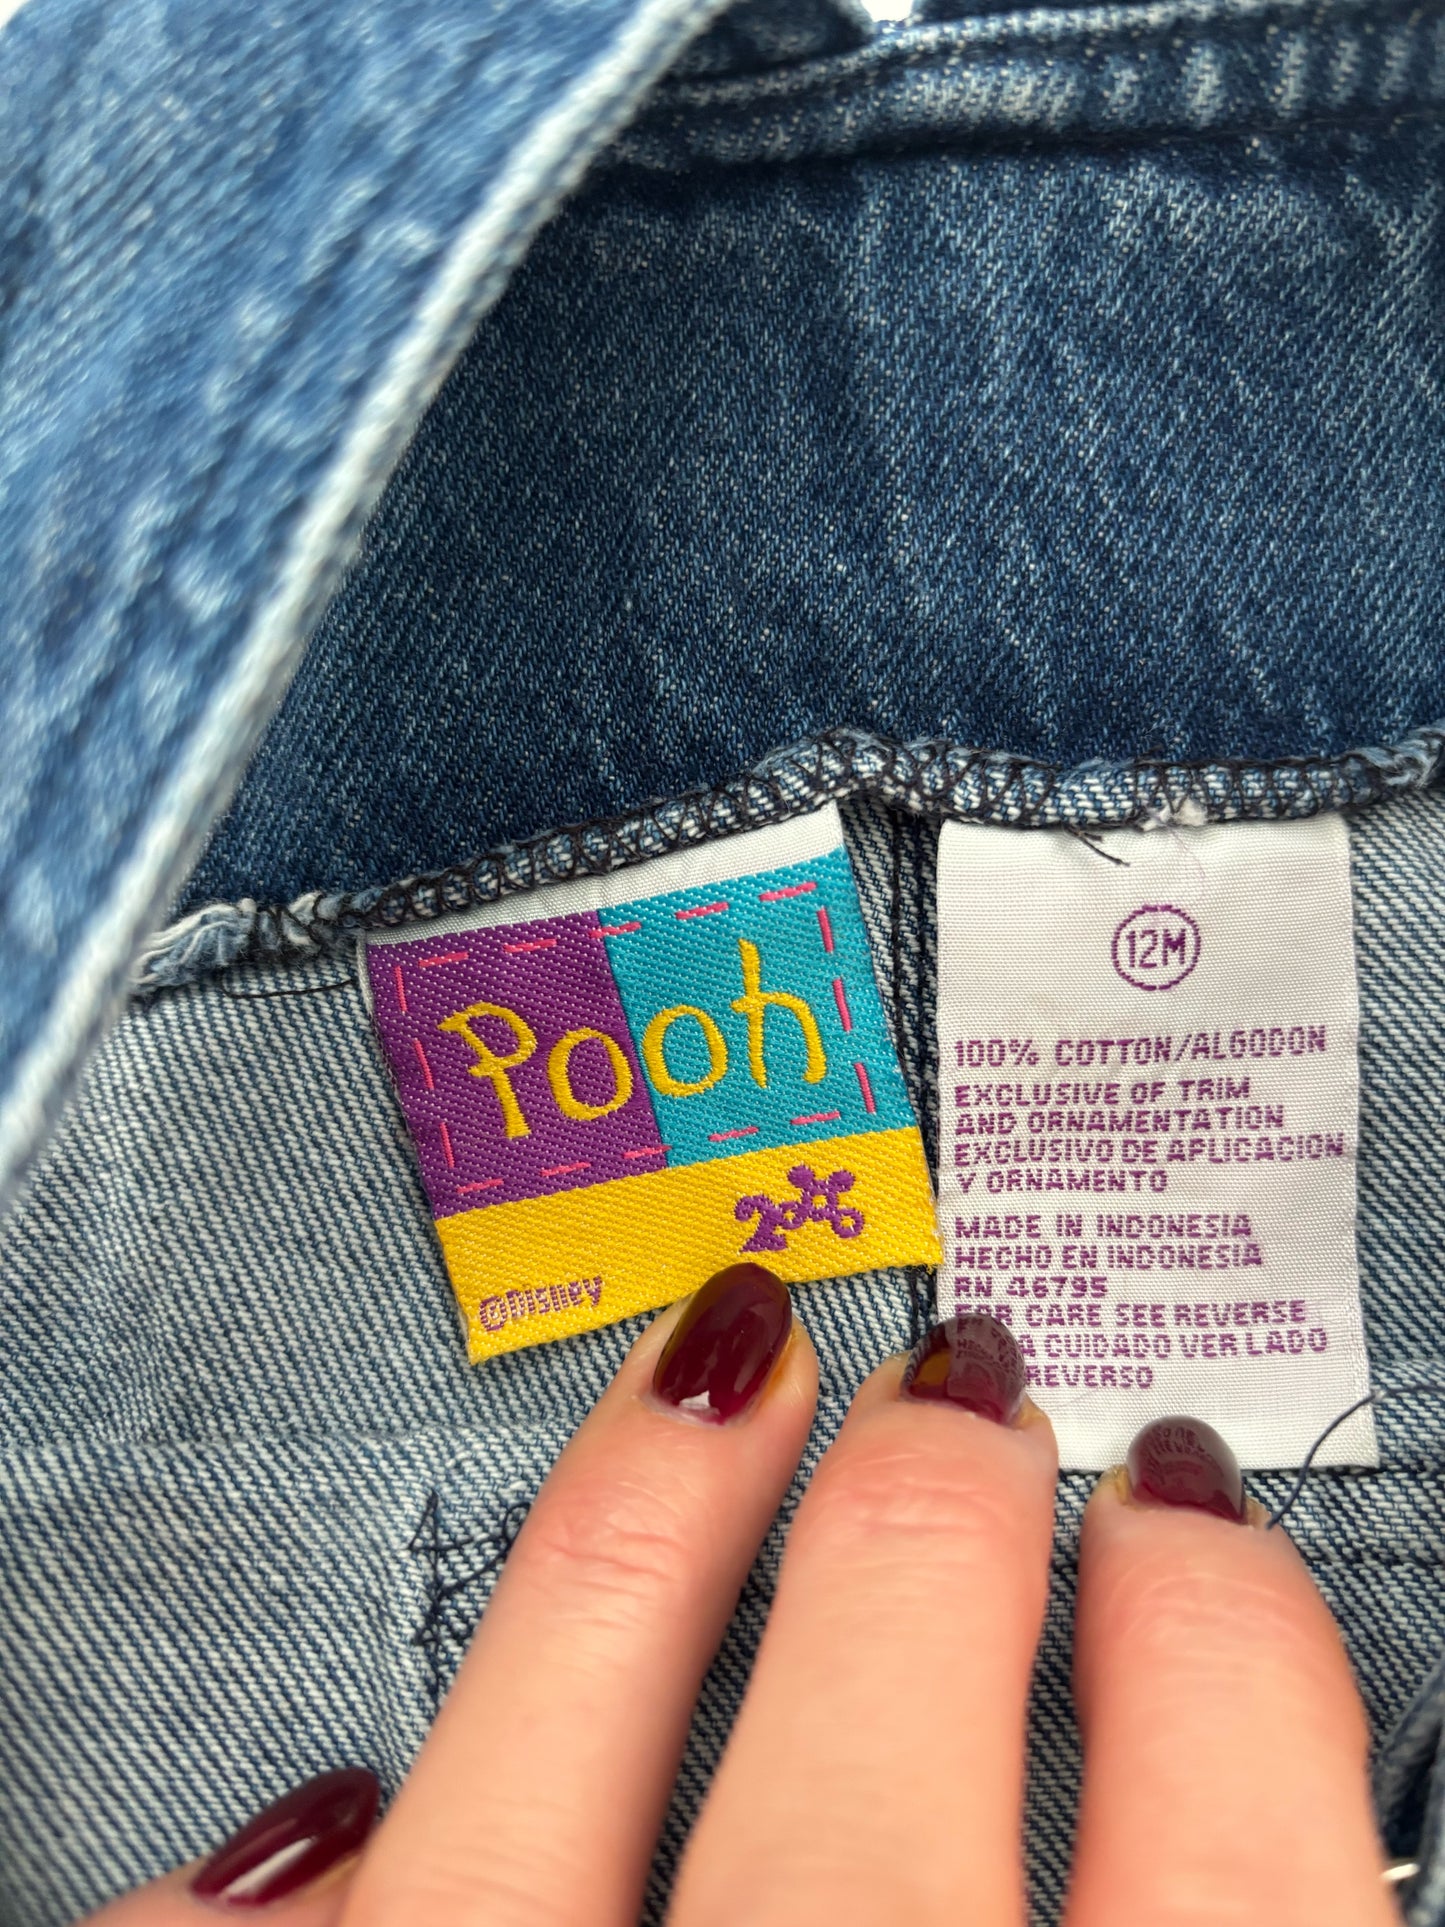 Pooh
©Disney
12M
100% COTTON/ALGODON
EXCLUSIVE OF TRIM
AND ORNAMENTATION
EXCLUSIVO DE APLICACION
Y ORNAMENTO
MADE IN INDONESIA
HECHO EN INDONESIA
RN 46795
FOR CARE SEE REVERSE
CUIDADO VER LADO
REVERSO